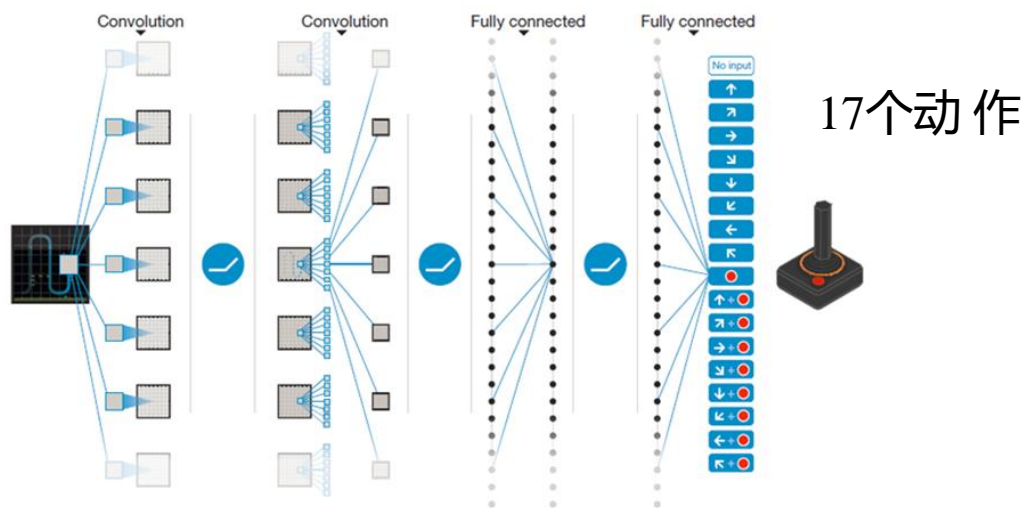 Convolution
Convolution
Fully connected
Fully connected
No input
17个动 作
↑
↗
→
↘
↓
↙
←
↖
↑+
↗+
→+
↘+
↓+
↙+
←+
↖+